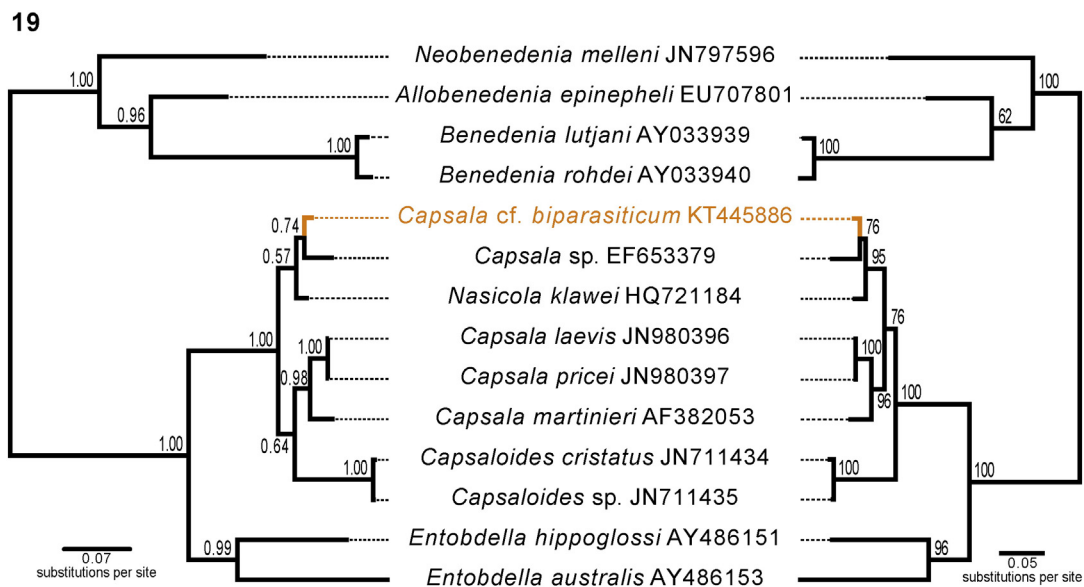 19
Neobenedenia melleni JN797596
Allobenedenia epinepheli EU707801
Benedenia lutjani AY033939
Benedenia rohdei AY033940
Capsala cf. biparasiticum KT445886
Capsala sp. EF653379
Nasicola klawei HQ721184
Capsala laevis JN980396
Capsala pricei JN980397
Capsala martinieri AF382053
Capsaloides cristatus JN711434
Capsaloides sp. JN711435
Entobdella hippoglossi AY486151
Entobdella australis AY486153
1.00
0.96
1.00
0.74
0.57
1.00
1.00
0.98
0.64
1.00
1.00
0.99
0.07
substitutions per site
100
62
100
76
95
76
100
96
100
100
100
96
0.05
substitutions per site